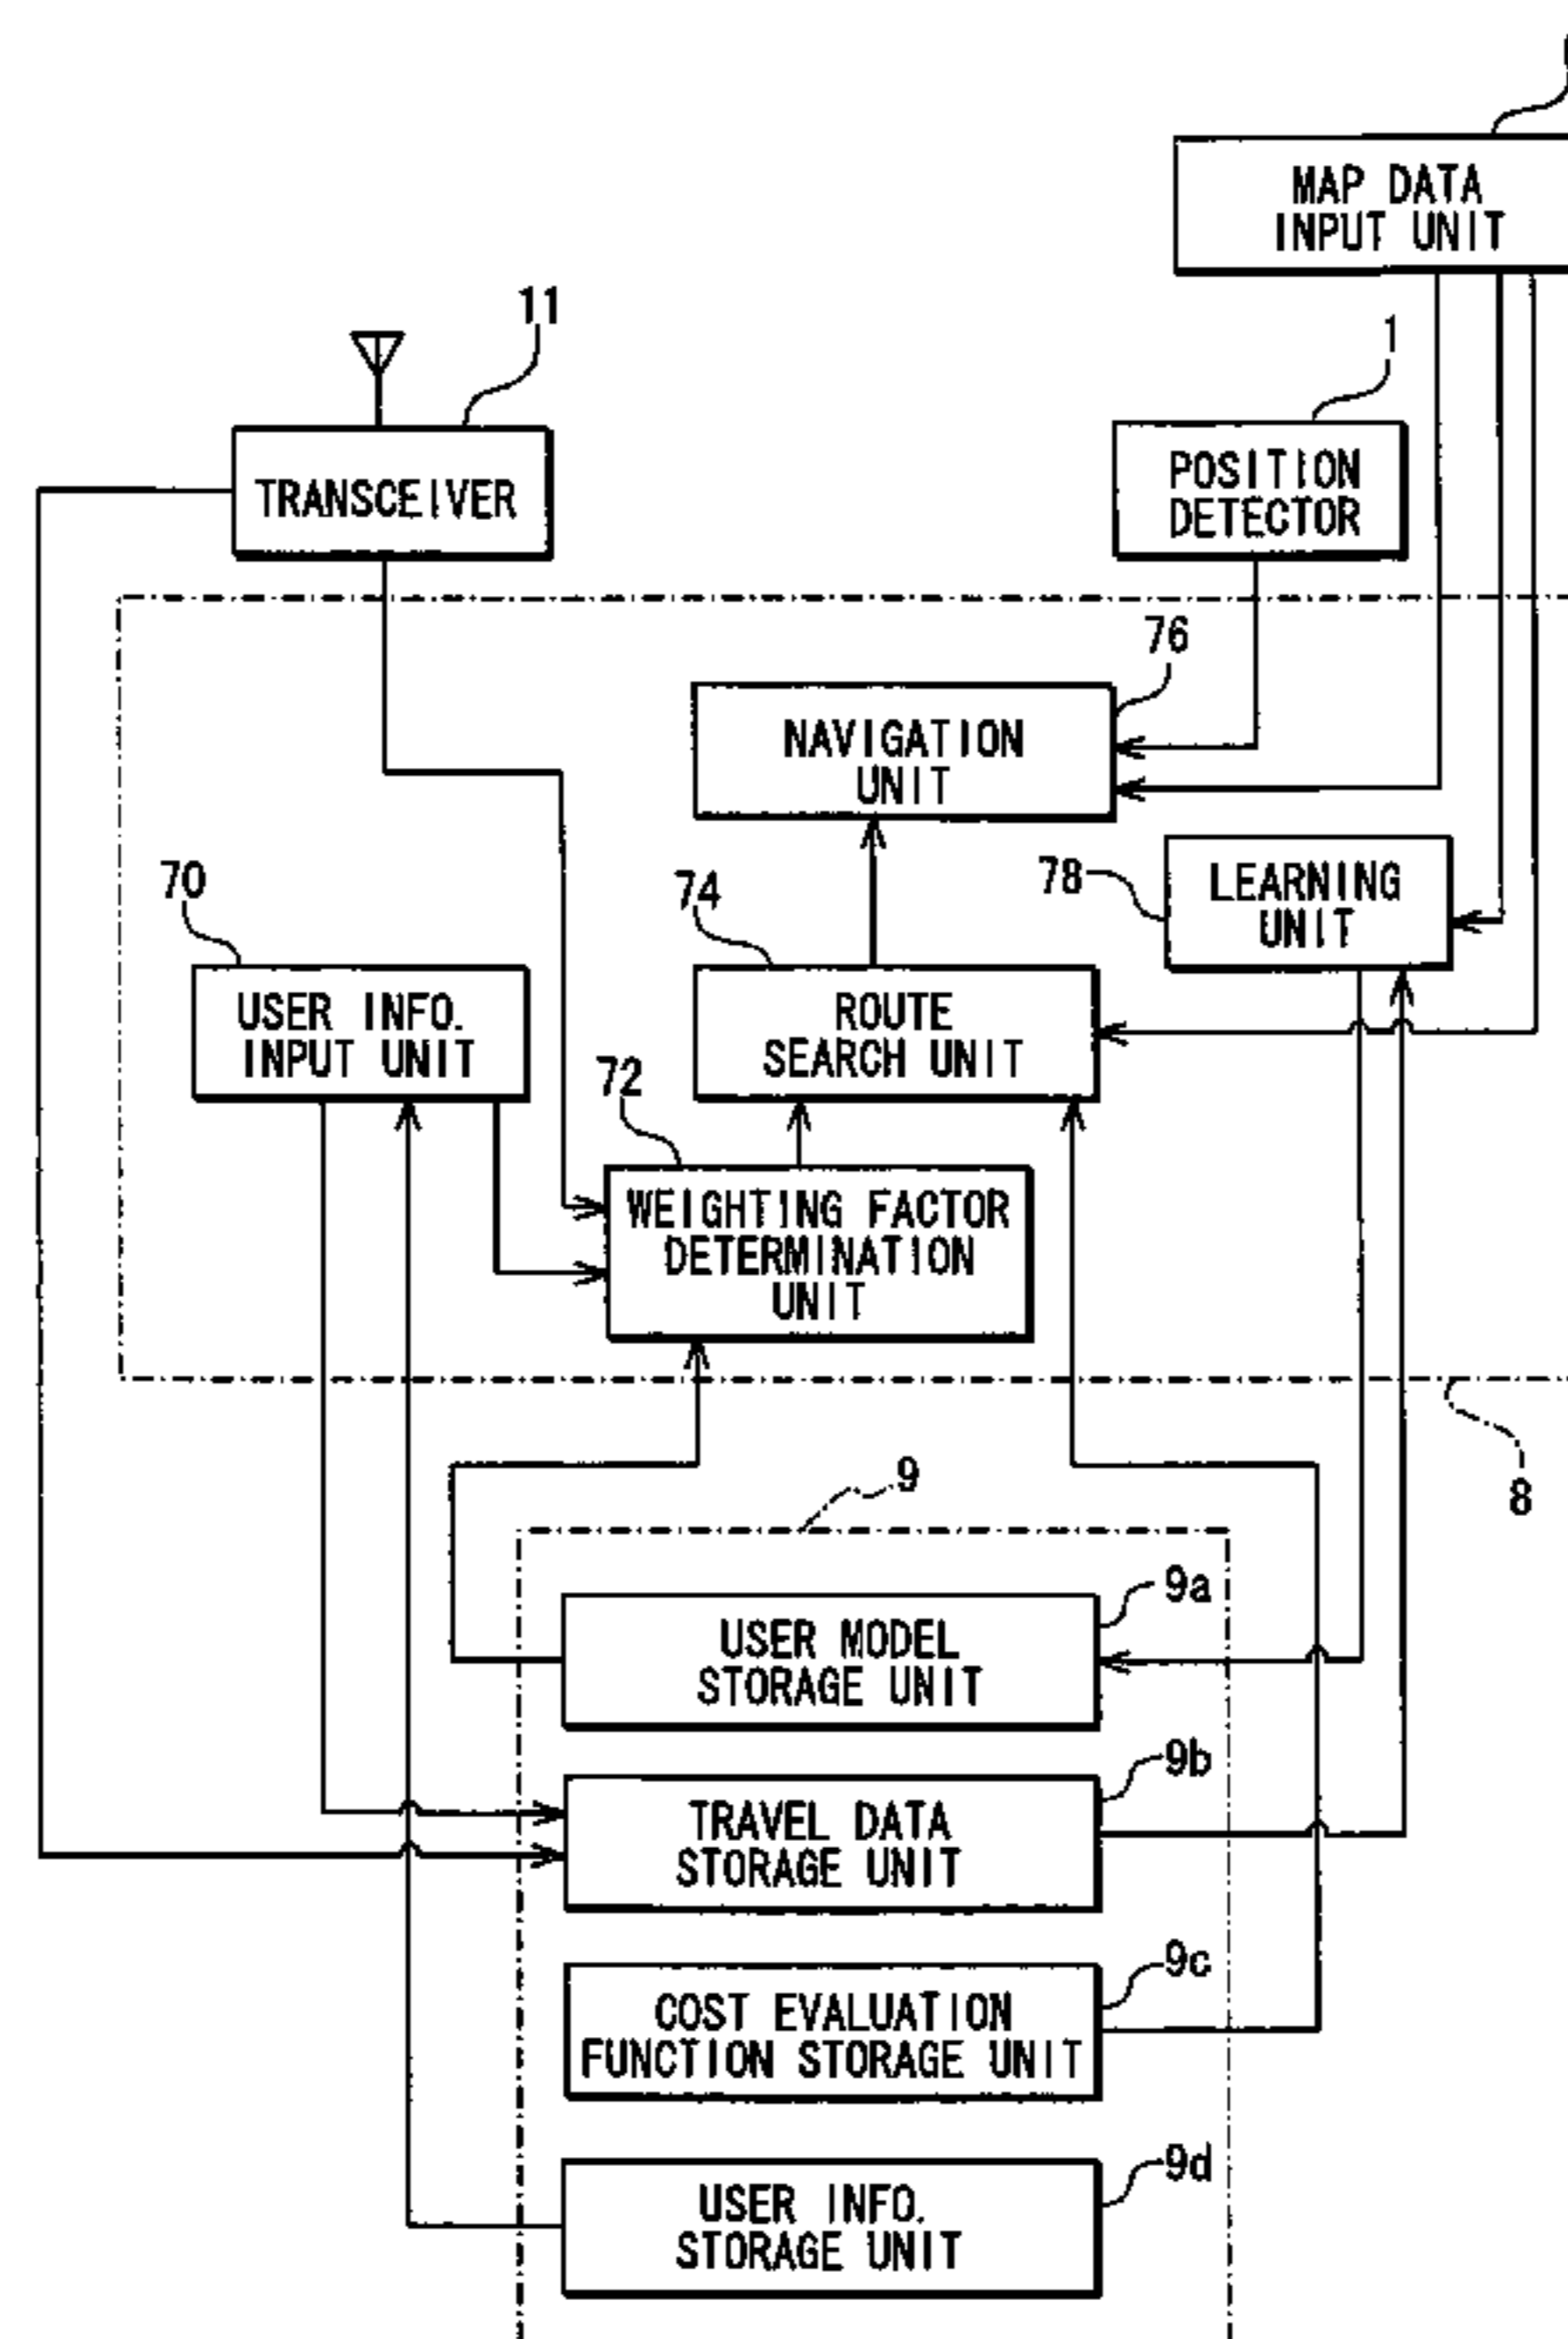 MAP DATA
INPUT UNIT
11
1
TRANSCEIVER
POSITION
DETECTOR
76
NAVIGATION
UNIT
70
74
78
LEARNING
UNIT
USER INFO.
INPUT UNIT
ROUTE
SEARCH UNIT
72
WEIGHTING FACTOR
DETERMINATION
UNIT
8
9
9a
USER MODEL
STORAGE UNIT
9b
TRAVEL DATA
STORAGE UNIT
9c
COST EVALUATION
FUNCTION STORAGE UNIT
9d
USER INFO.
STORAGE UNIT